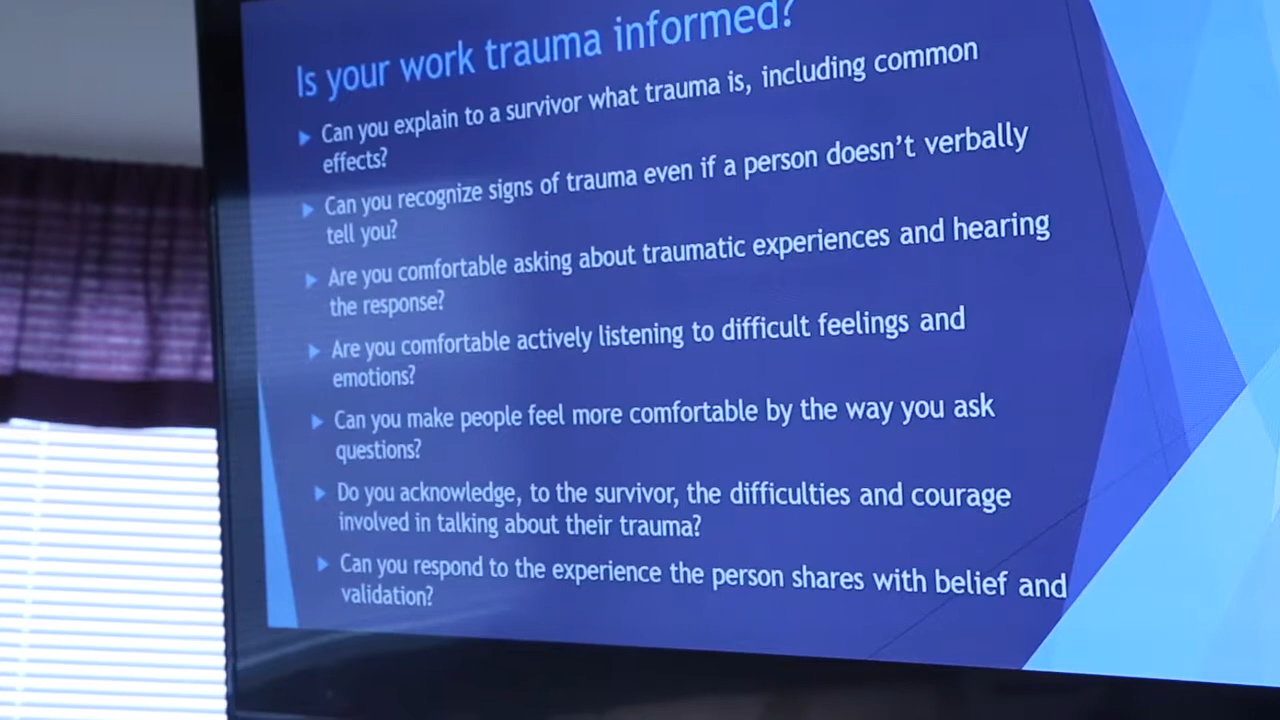 Is your work trauma informed?
Can you explain to a survivor what trauma is, including common
effects?
Can you recognize signs of trauma even if a person doesn't verbally
tell you?
Are you comfortable asking about traumatic experiences and hearing
the response?
Are you comfortable actively listening to difficult feelings and
emotions?
Can you make people feel more comfortable by the way you ask
questions?
Do you acknowledge, to the survivor, the difficulties and courage
involved in talking about their trauma?
Can you respond to the experience the person shares with belief and
validation?